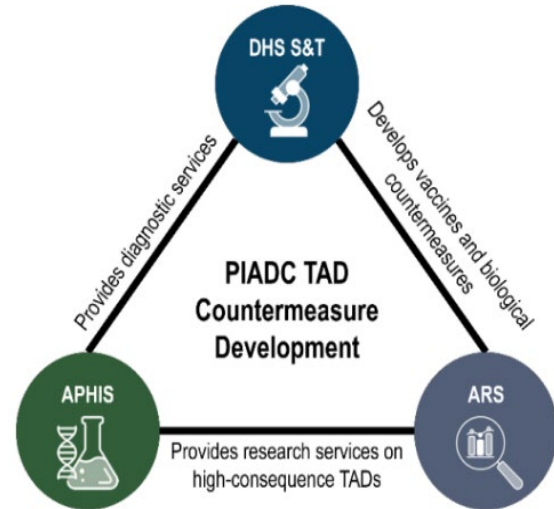 DHS S&T
Provides diagnostic services
Develops vaccines and biological
countermeasures
PIADC TAD
Countermeasure
Development
APHIS
ARS
Provides research services on
high-consequence TADs